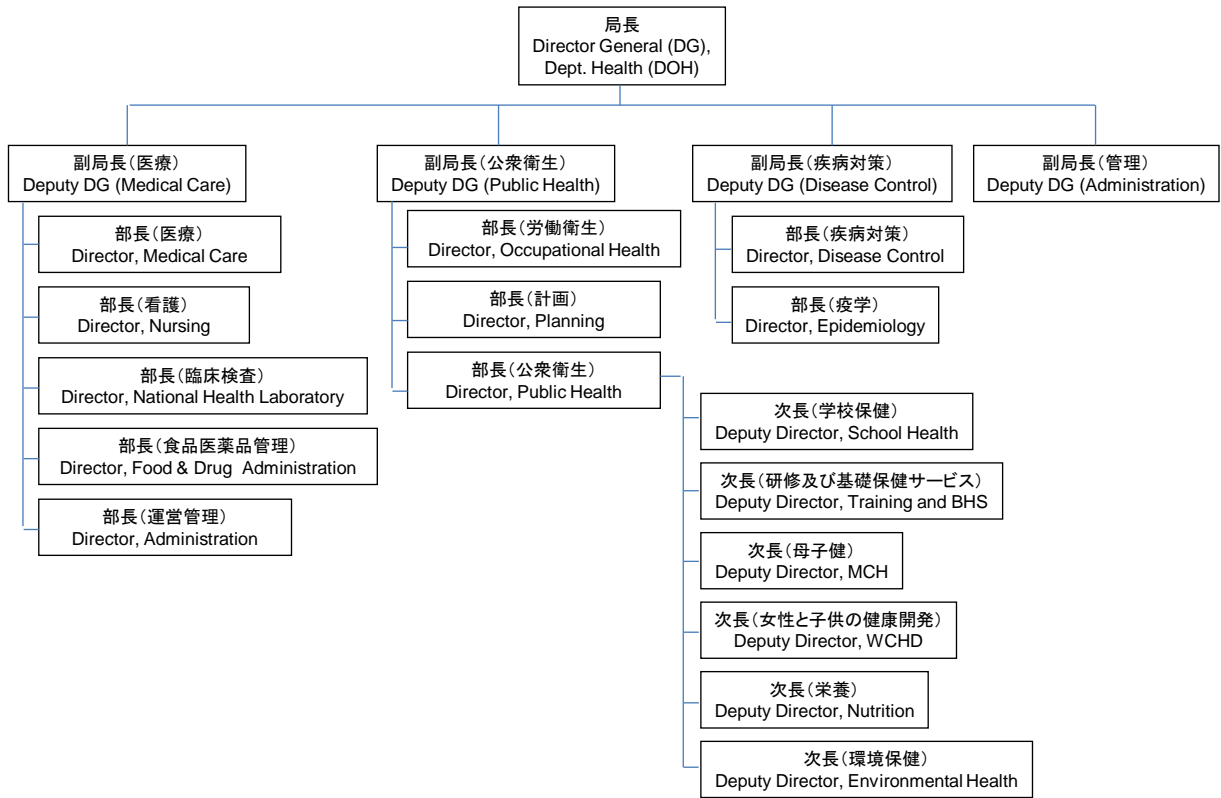 局長
Director General (DG),
Dept. Health (DOH)
副局長(医療)
Deputy DG (Medical Care)
副局長(公衆衛生)
Deputy DG (Public Health)
副局長(疾病対策)
Deputy DG (Disease Control)
副局長(管理)
Deputy DG (Administration)
部長(医療)
Director, Medical Care
部長(看護)
Director, Nursing
部長(臨床検査)
Director, National Health Laboratory
部長(食品医薬品管理)
Director, Food & Drug Administration
部長(運営管理)
Director, Administration
部長(労働衛生)
Director, Occupational Health
部長(計画)
Director, Planning
部長(公衆衛生)
Director, Public Health
次長(学校保健)
Deputy Director, School Health
次長(研修及び基礎保健サービス)
Deputy Director, Training and BHS
次長(母子健)
Deputy Director, MCH
次長(女性と子供の健康開発)
Deputy Director, WCHD
次長(栄養)
Deputy Director, Nutrition
次長(環境保健)
Deputy Director, Environmental Health
部長(疾病対策)
Director, Disease Control
部長(疫学)
Director, Epidemiology